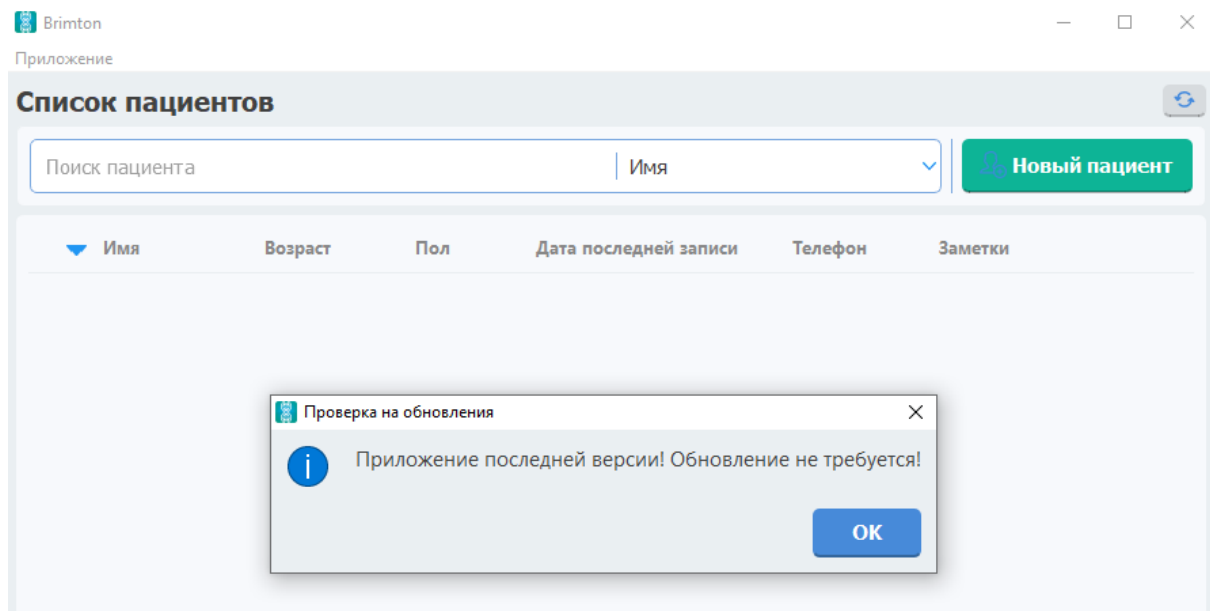 Brimton
Приложение
Список пациентов
Поиск пациента Имя Новый пациент
Имя Возраст Пол Дата последней записи Телефон Заметки
Проверка на обновления
Приложение последней версии! Обновление не требуется!
OK